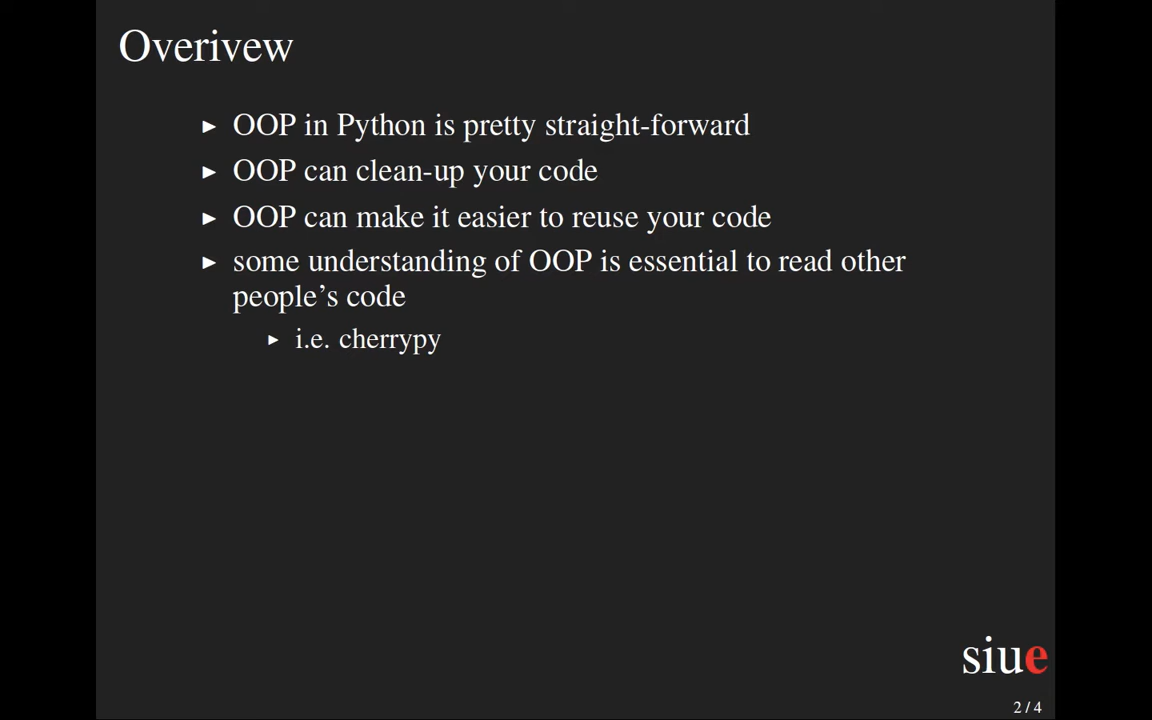 Overivew
► OOP in Python is pretty straight-forward
► OOP can clean-up your code
► OOP can make it easier to reuse your code
► some understanding of OOP is essential to read other
people’s code
► i.e. cherrypy
siue
2 / 4